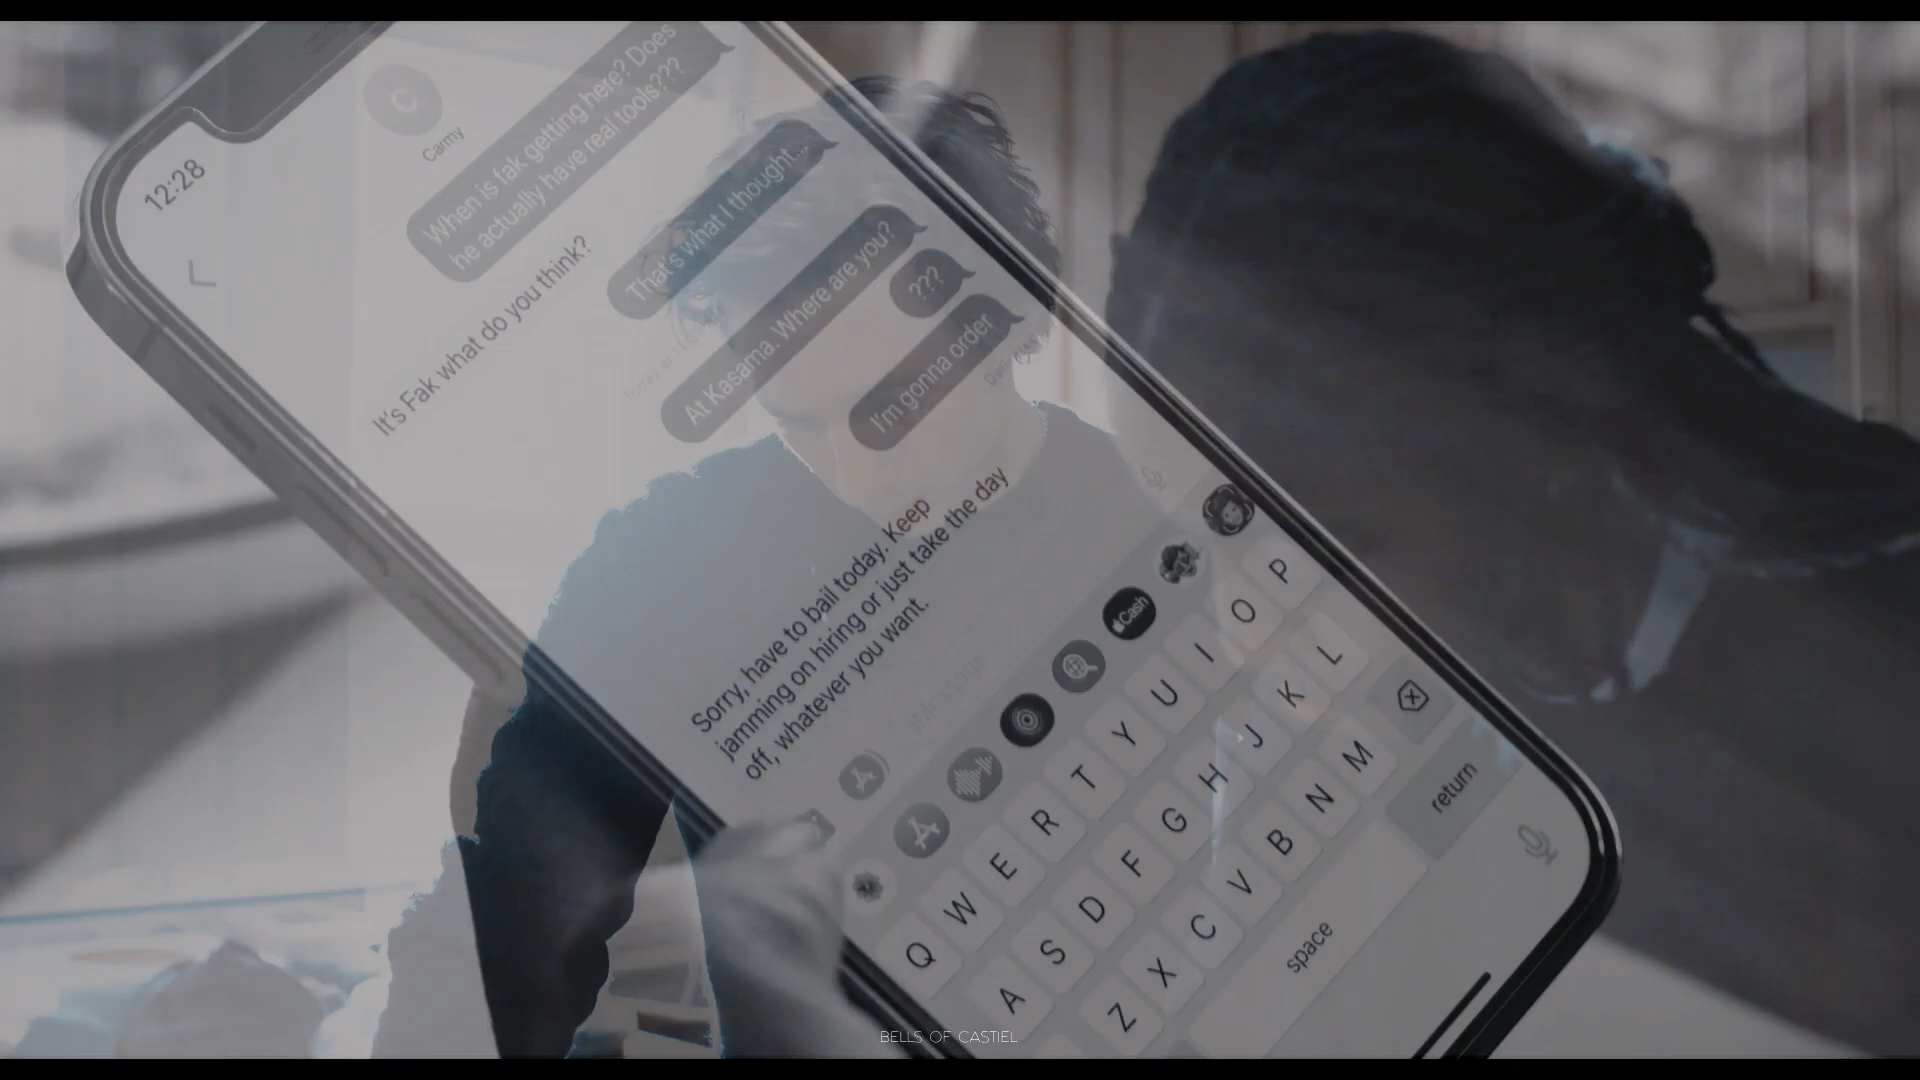 12:28
C
Carmy
When is fak getting here? Does
he actually have real tools???
It's Fak what do you think?
That's what I thought...
At Kasama. Where are you?
???
I'm gonna order
Sorry, have to bail today. Keep
jamming on hiring or just take the day
off, whatever you want.
iMessage
Cash
Q W E R T Y U I O P
A S D F G H J K L
Z X C V B N M
space
return
BELLS OF CASTIEL